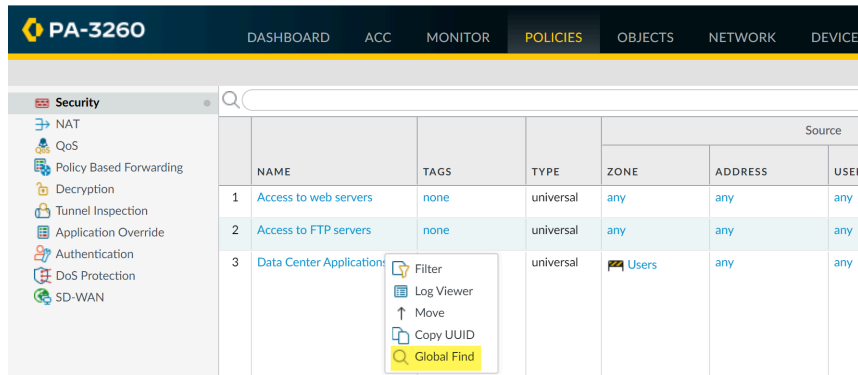 PA-3260
DASHBOARD ACC MONITOR POLICIES OBJECTS NETWORK DEVICE
Security
NAT
QoS
Policy Based Forwarding
Decryption
Tunnel Inspection
Application Override
Authentication
DoS Protection
SD-WAN
Source
NAME TAGS TYPE ZONE ADDRESS USE
1 Access to web servers none universal any any any
2 Access to FTP servers none universal any any any
3 Data Center Applications universal Users any any
Filter
Log Viewer
Move
Copy UUID
Global Find